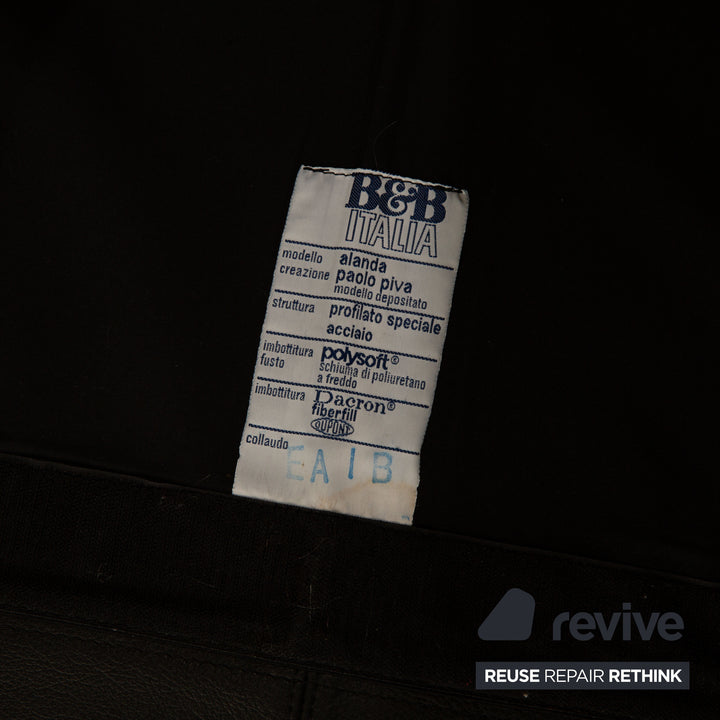 B&B
ITALIA
modello alanda
creazione paolo piva
modello depositato
struttura profilato speciale
acciaio
imbottitura polysoft®
fusto schiuma di poliuretano
a freddo
imbottitura Dacron®
fiberfill
DUPONT
collaudo
EA1B
revive
REUSE REPAIR RETHINK